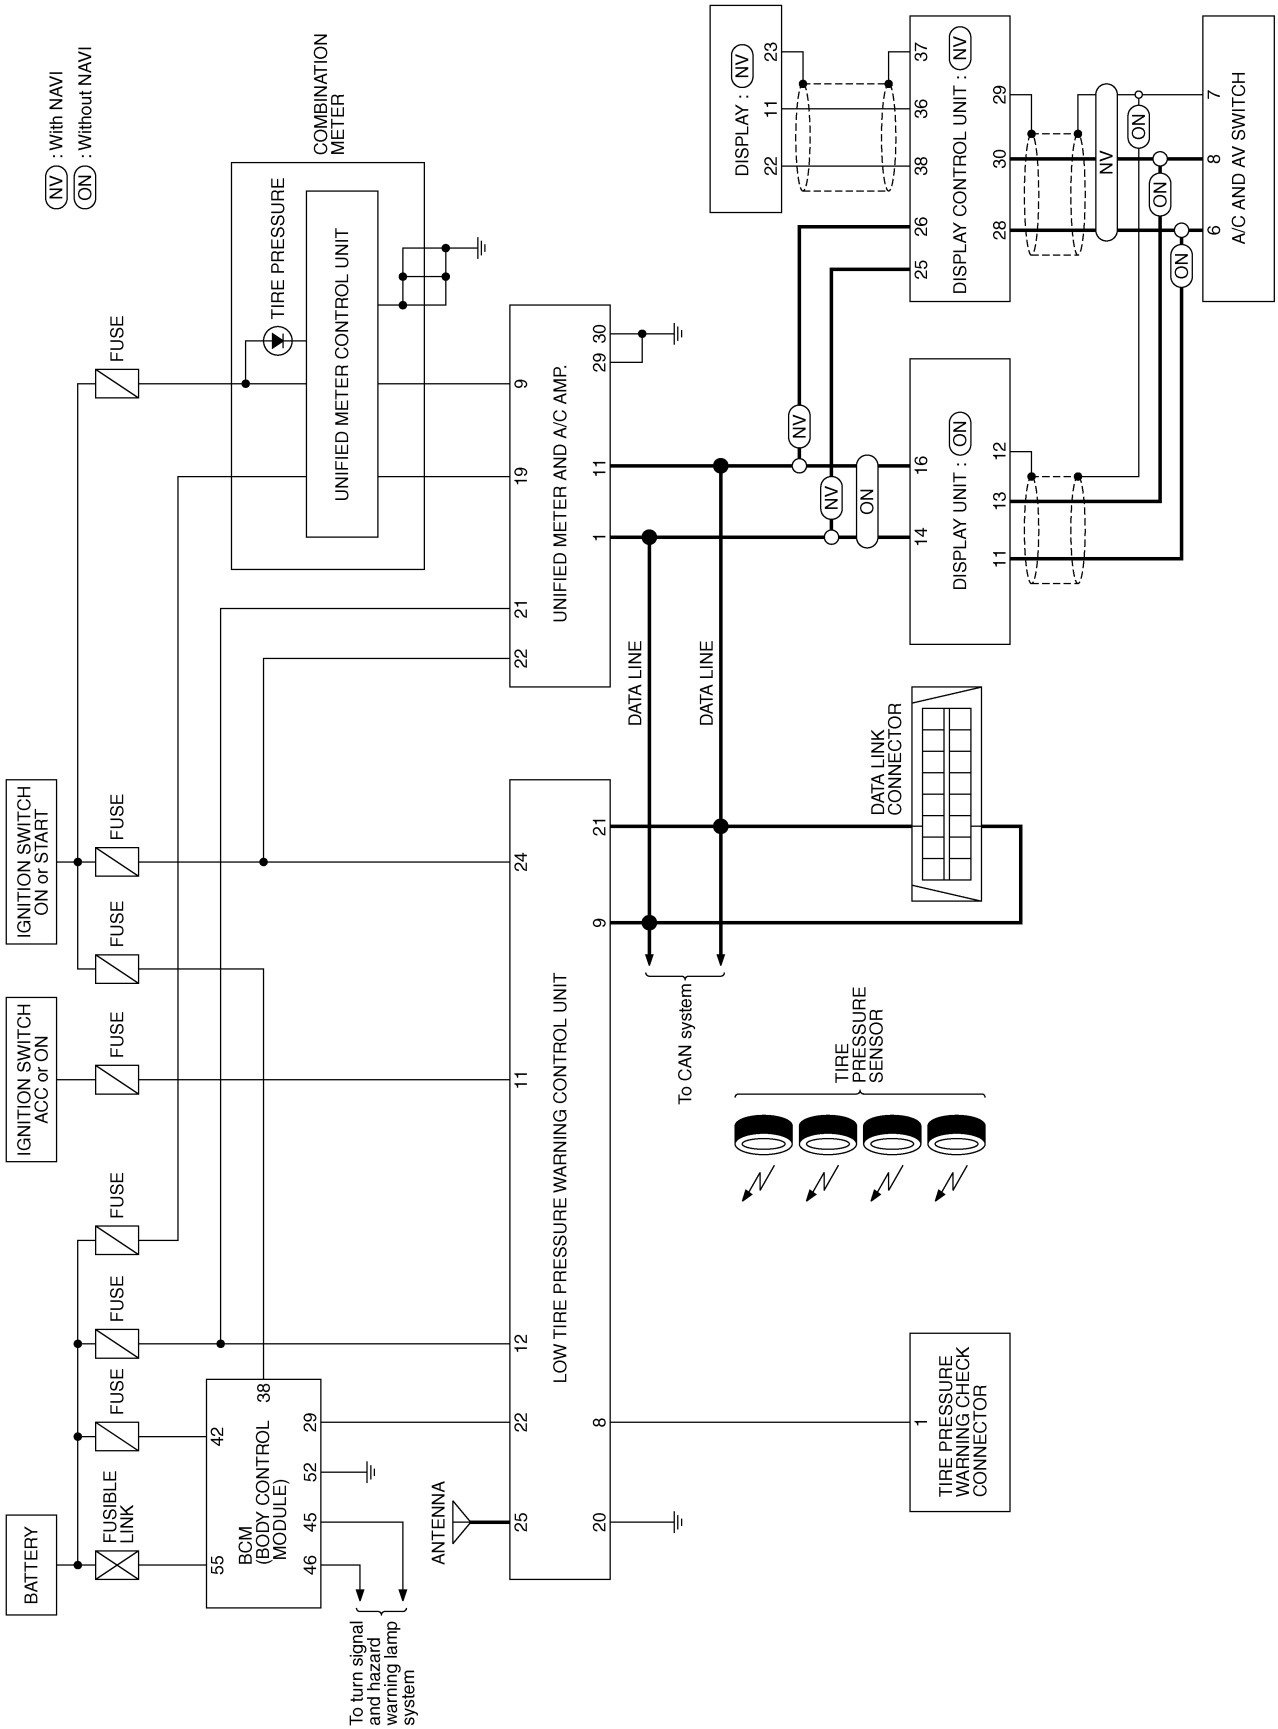 BATTERY
IGNITION SWITCH
ACC or ON
IGNITION SWITCH
ON or START
NV : With NAVI
ON : Without NAVI
FUSIBLE
LINK
FUSE
FUSE
FUSE
FUSE
FUSE
FUSE
FUSE
COMBINATION
METER
TIRE PRESSURE
UNIFIED METER CONTROL UNIT
55
42
38
BCM
(BODY CONTROL
MODULE)
46
45
52
29
To turn signal
and hazard
warning lamp
system
ANTENNA
25
22
12
11
24
LOW TIRE PRESSURE WARNING CONTROL UNIT
20
8
9
21
22
21
19
9
UNIFIED METER AND A/C AMP.
1
11
29
30
DATA LINE
DATA LINE
To CAN system
TIRE
PRESSURE
SENSOR
DATA LINK
CONNECTOR
1
TIRE PRESSURE
WARNING CHECK
CONNECTOR
NV
NV
ON
14
16
DISPLAY UNIT : ON
11
13
12
DISPLAY : NV
22
11
23
25
26
38
36
37
DISPLAY CONTROL UNIT : NV
28
30
29
NV
ON
ON
ON
6
8
7
A/C AND AV SWITCH